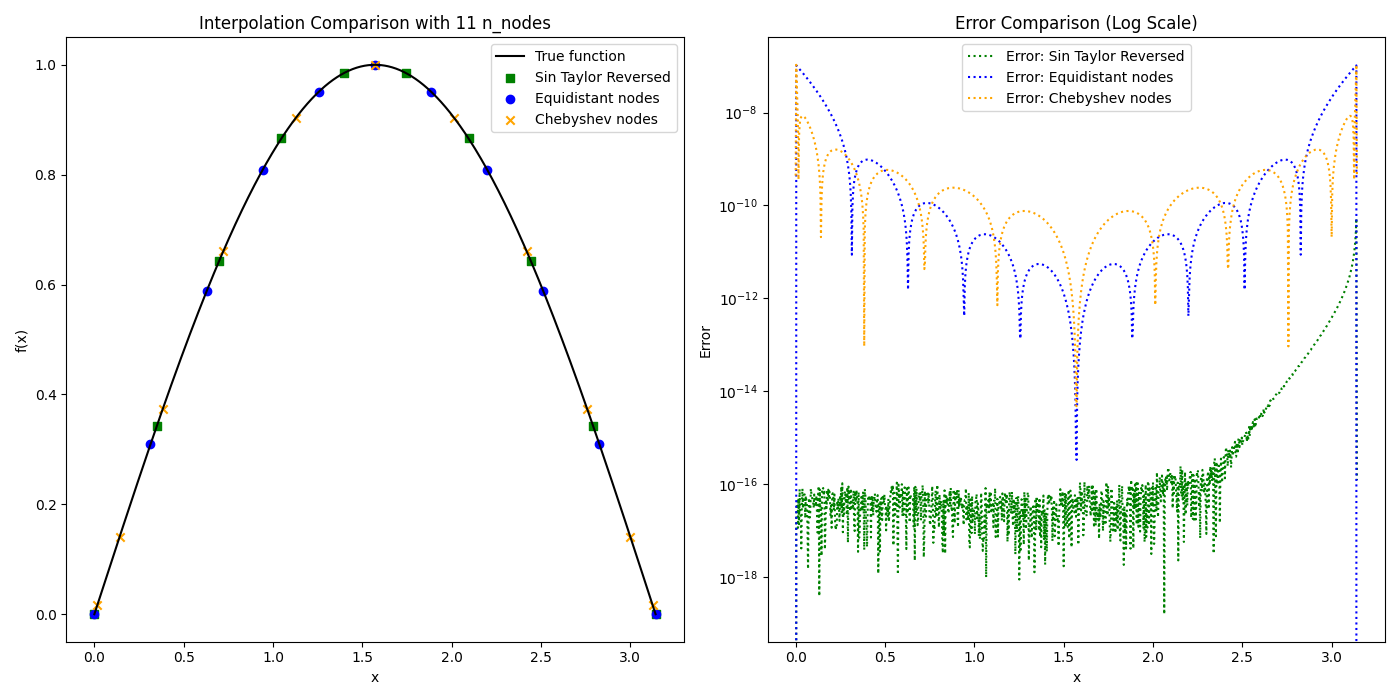 Interpolation Comparison with 11 n_nodes
True function
Sin Taylor Reversed
Equidistant nodes
Chebyshev nodes
f(x)
1.0
0.8
0.6
0.4
0.2
0.0
0.0 0.5 1.0 1.5 2.0 2.5 3.0
x
Error Comparison (Log Scale)
Error: Sin Taylor Reversed
Error: Equidistant nodes
Error: Chebyshev nodes
Error
10⁻⁸
10⁻¹⁰
10⁻¹²
10⁻¹⁴
10⁻¹⁶
10⁻¹⁸
0.0 0.5 1.0 1.5 2.0 2.5 3.0
x